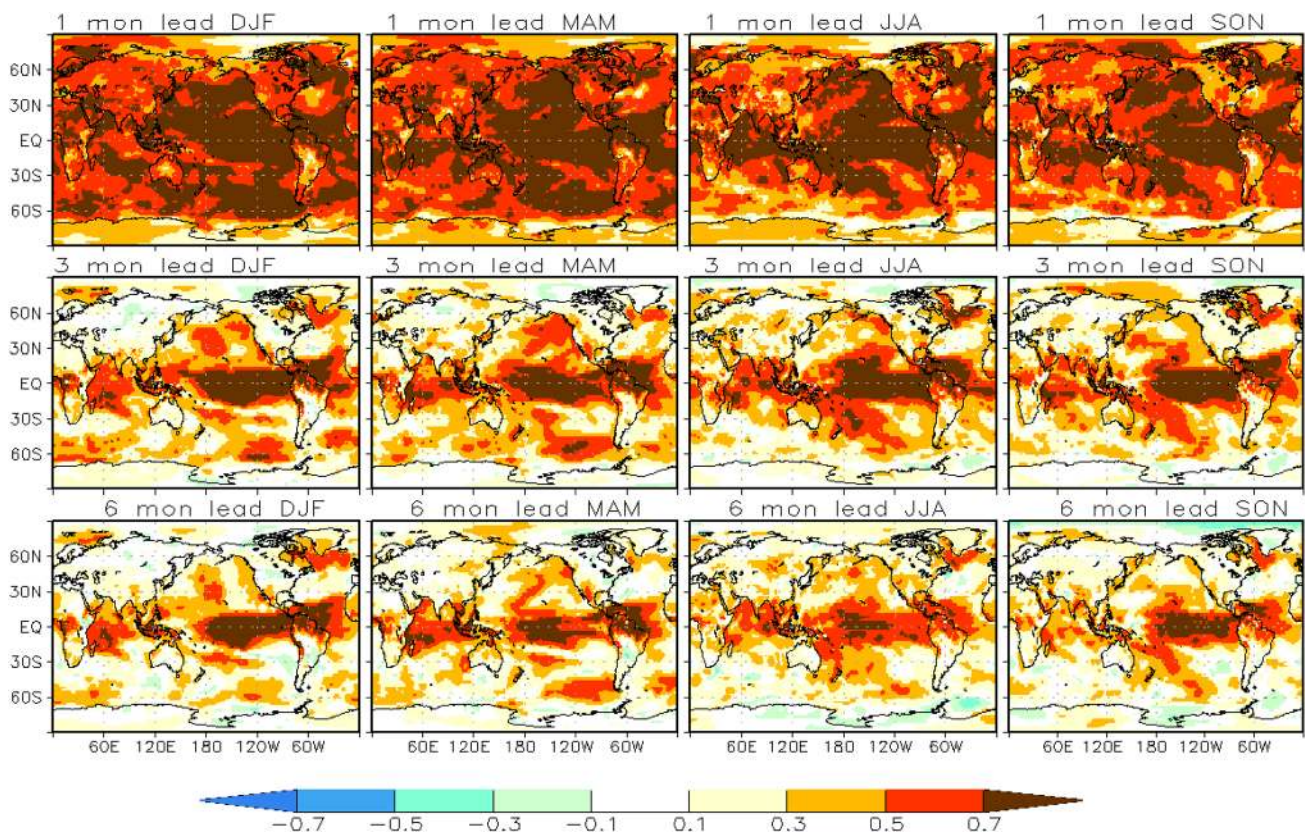 1 mon lead DJF 1 mon lead MAM 1 mon lead JJA 1 mon lead SON
60N
30N
EQ
30S
60S
3 mon lead DJF 3 mon lead MAM 3 mon lead JJA 3 mon lead SON
60N
30N
EQ
30S
60S
6 mon lead DJF 6 mon lead MAM 6 mon lead JJA 6 mon lead SON
60N
30N
EQ
30S
60S
60E 120E 180 120W 60W 60E 120E 180 120W 60W 60E 120E 180 120W 60W 60E 120E 180 120W 60W
-0.7 -0.5 -0.3 -0.1 0.1 0.3 0.5 0.7